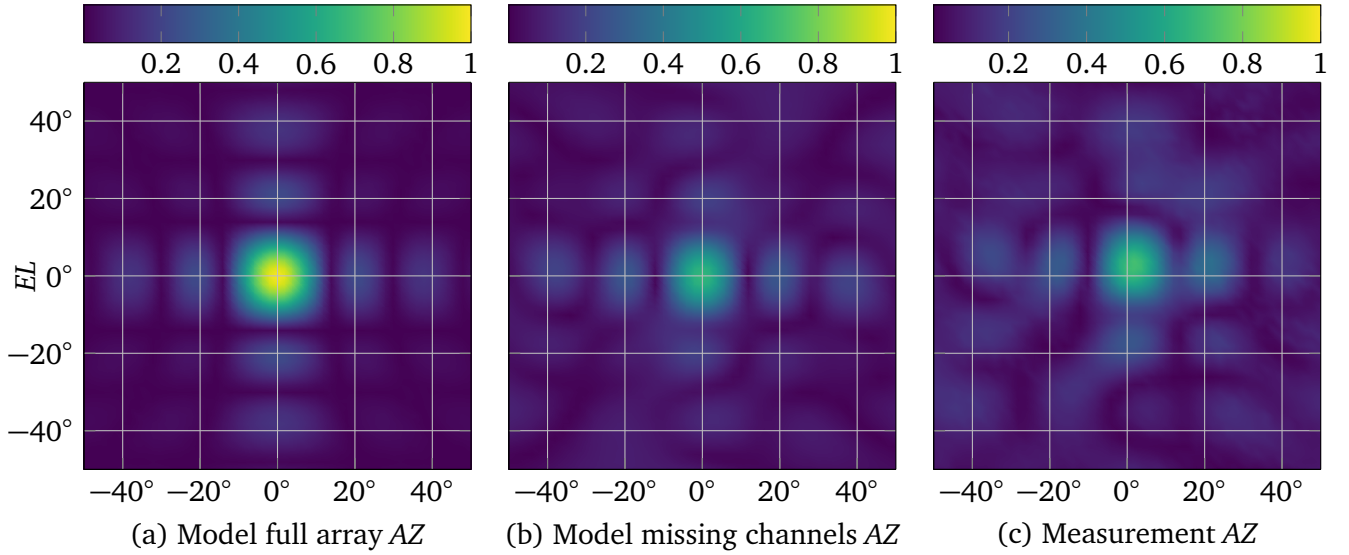 0.2 0.4 0.6 0.8 1
0.2 0.4 0.6 0.8 1
0.2 0.4 0.6 0.8 1
40°
20°
0°
−20°
−40°
EL
−40° −20° 0° 20° 40°
−40° −20° 0° 20° 40°
−40° −20° 0° 20° 40°
(a) Model full array AZ
(b) Model missing channels AZ
(c) Measurement AZ